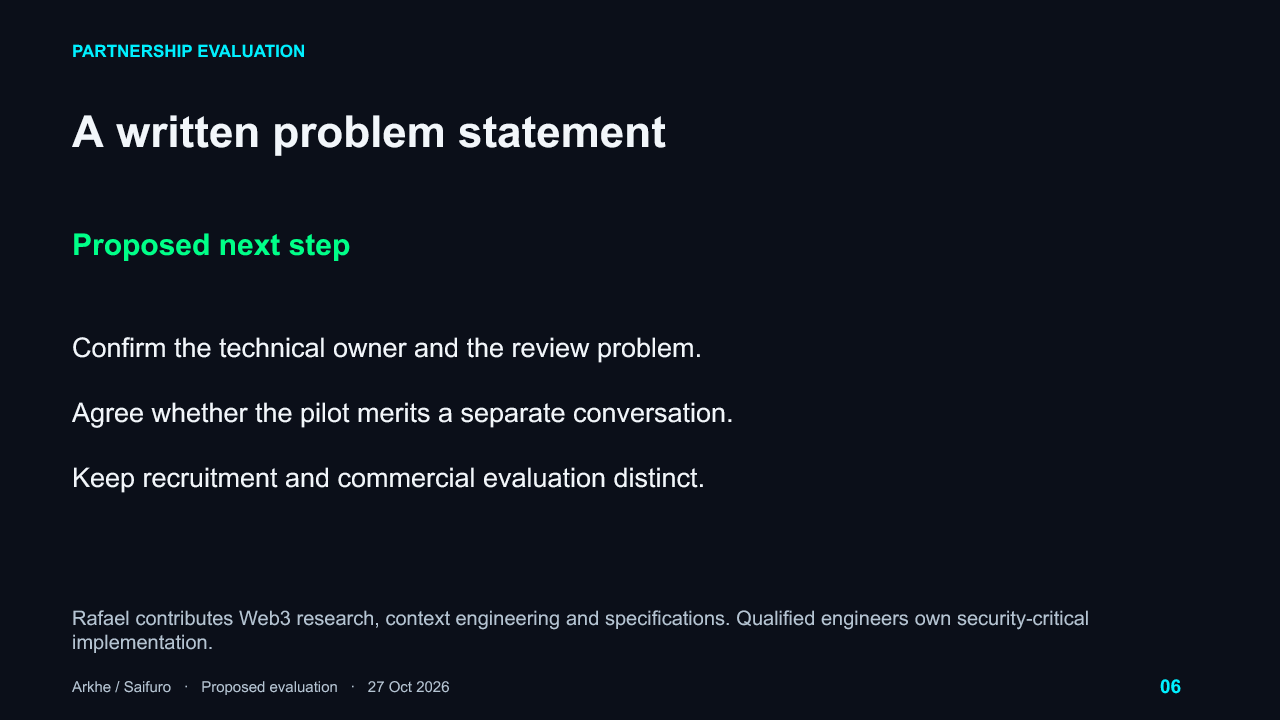 PARTNERSHIP EVALUATION
A written problem statement
Proposed next step
Confirm the technical owner and the review problem.
Agree whether the pilot merits a separate conversation.
Keep recruitment and commercial evaluation distinct.
Rafael contributes Web3 research, context engineering and specifications. Qualified engineers own security-critical
implementation.
Arkhe / Saifuro · Proposed evaluation · 27 Oct 2026
06